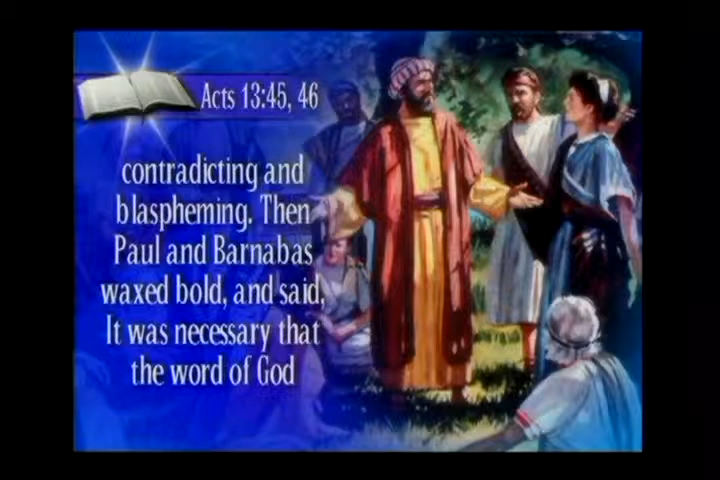 Acts 13:45, 46
contradicting and
blaspheming. Then
Paul and Barnabas
waxed bold, and said,
It was necessary that
the word of God